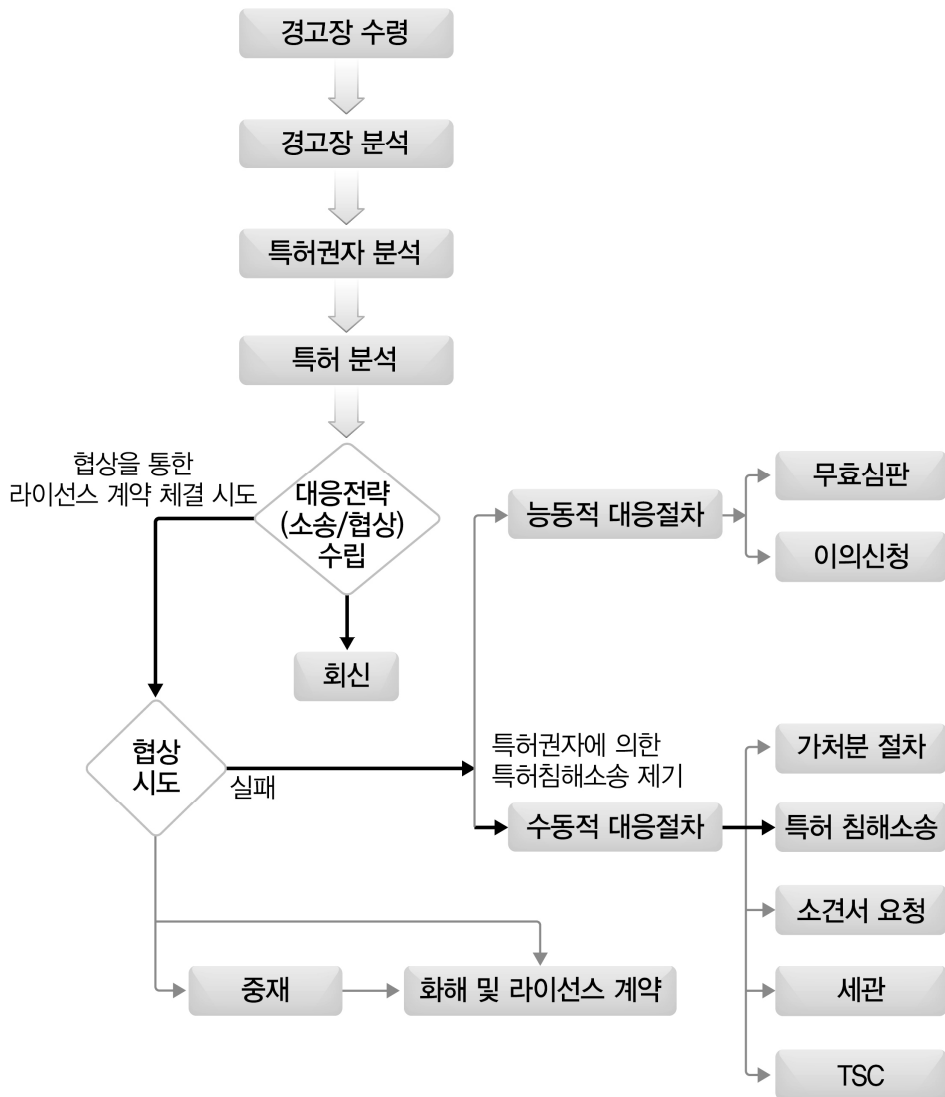 경고장 수령
경고장 분석
특허권자 분석
특허 분석
협상을 통한
라이선스 계약 체결 시도
대응전략
(소송/협상)
수립
회신
능동적 대응절차
무효심판
이의신청
협상
시도
실패
특허권자에 의한
특허침해소송 제기
수동적 대응절차
가처분 절차
특허 침해소송
소견서 요청
세관
TSC
중재
화해 및 라이선스 계약